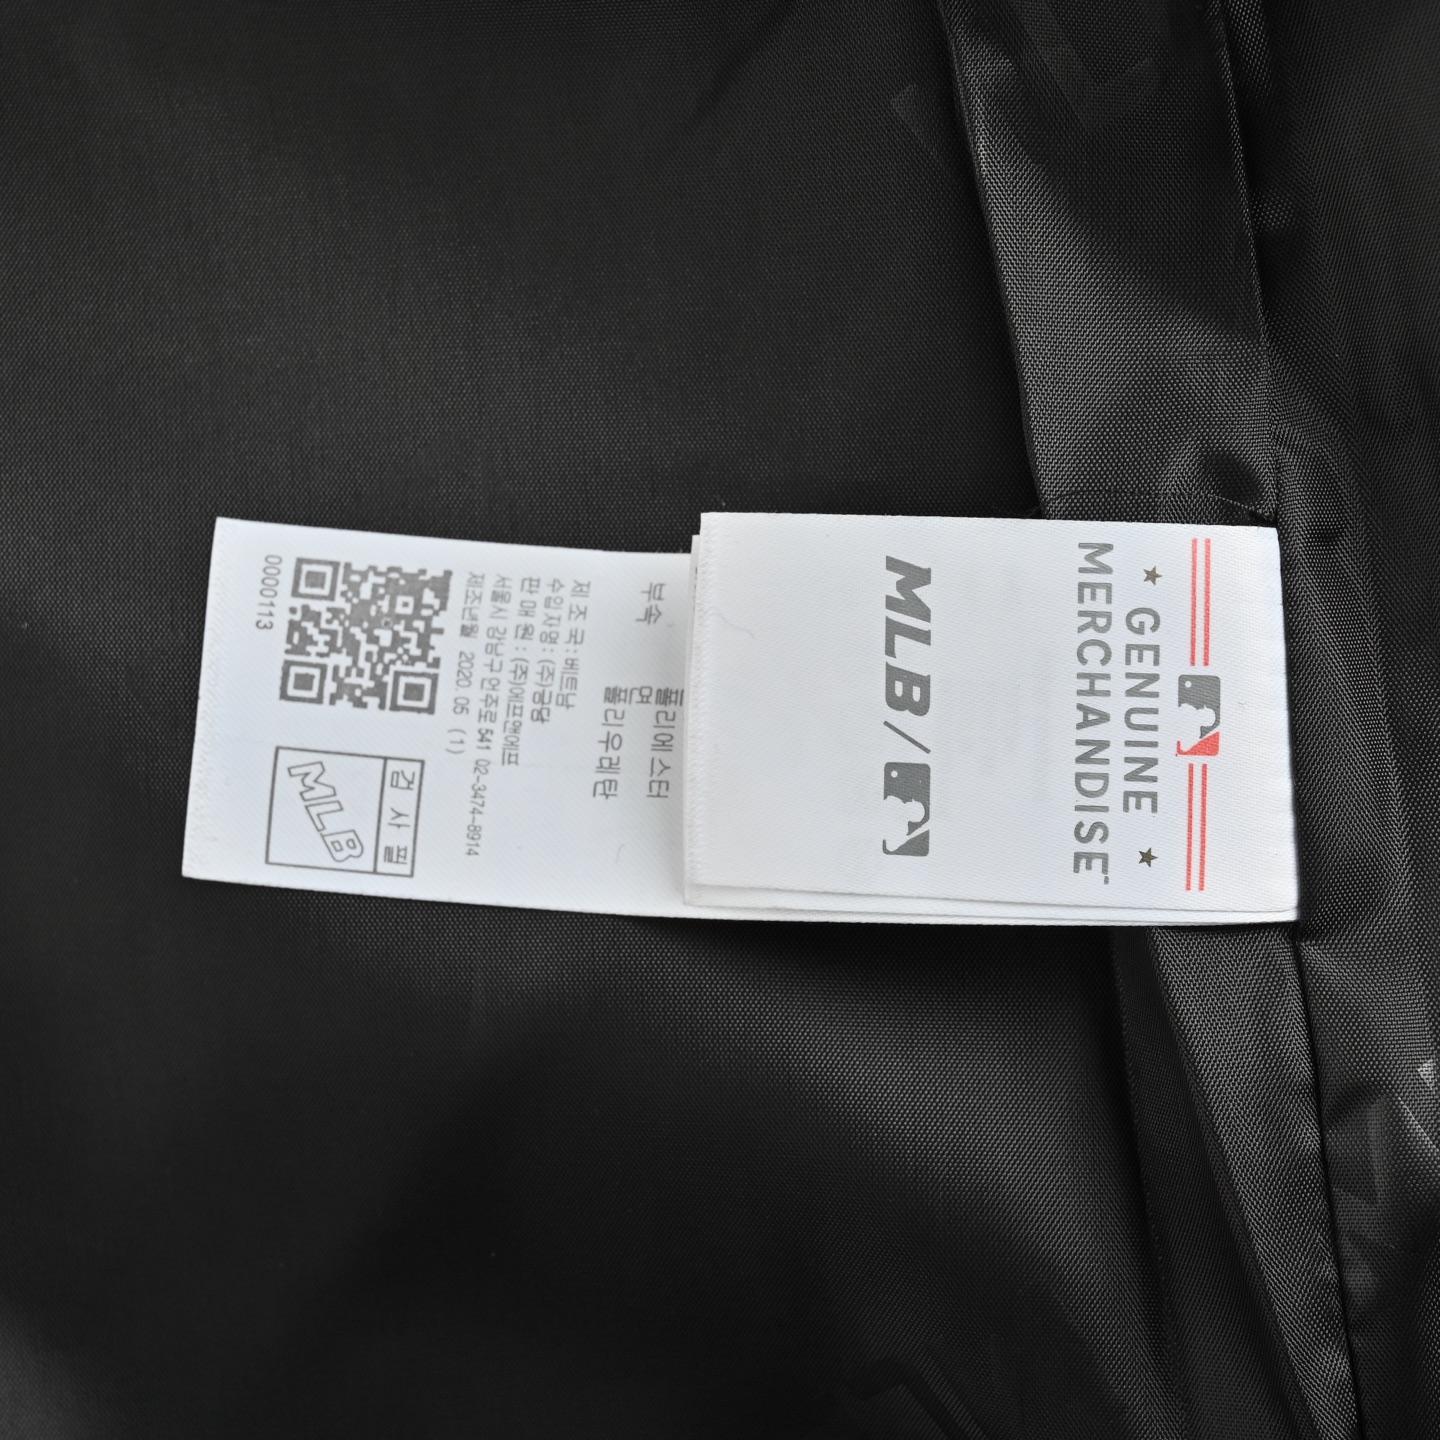 GENUINE
MERCHANDISE
MLB/
부속
폴리에스터
면
폴리우레탄
제 조 국 : 베트남
수입자명 : (주)금담
판 매 원 : (주)에프앤에프
서울시 강남구 언주로 541 02-3474-8914
제조년월 2020. 05 (1)
검 사 필
MLB
0000113